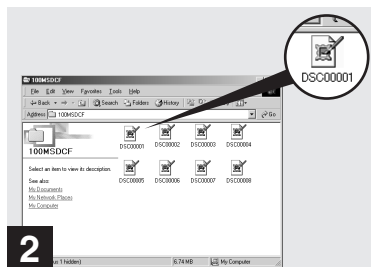 100MSDCF
File Edit View Favorites Tools Help
Back Search Folders History
Address 100MSDCF Go
100MSDCF
Select an item to view its description.
See also:
My Documents
My Network Places
My Computer
DSC00001 DSC00002 DSC00003 DSC00004
DSC00005 DSC00006 DSC00007 DSC00008
us 1 hidden) 6.74 MB My Computer
DSC00001
2